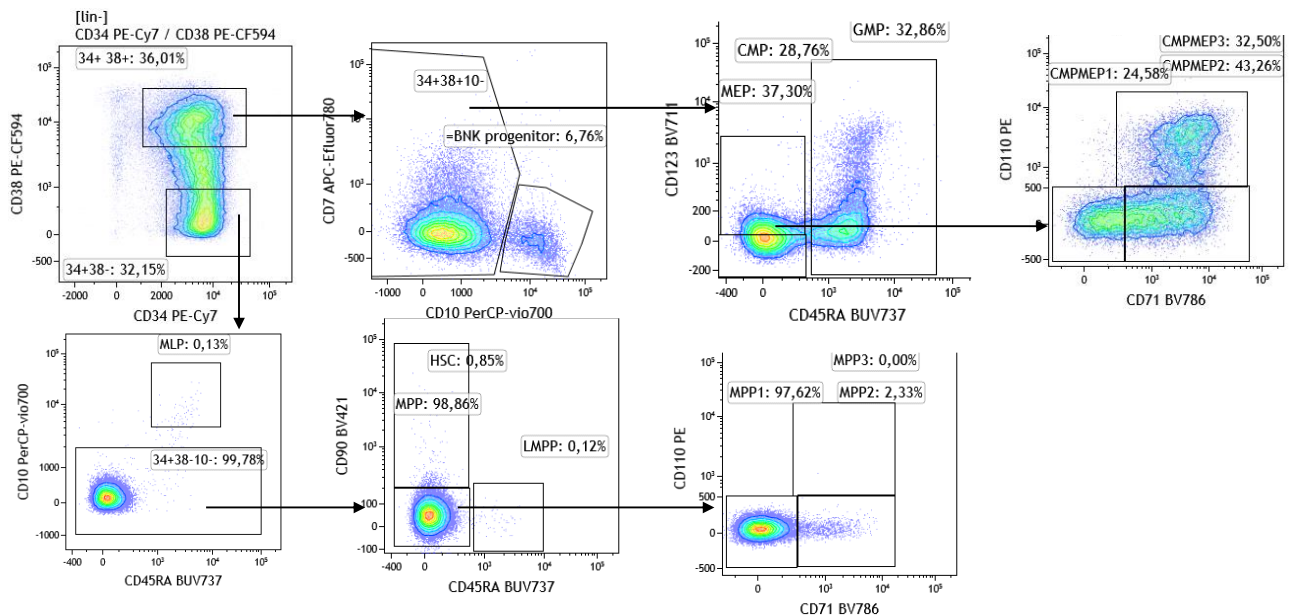 [lin-]
CD34 PE-Cy7 / CD38 PE-CF594
34+ 38+: 36,01%
34+38-: 32,15%
CD38 PE-CF594
10⁵
10⁴
10³
0
-500
-2000 0 2000 10⁴ 10⁵
CD34 PE-Cy7
34+38+10-
=BNK progenitor: 6,76%
CD7 APC-Efluor780
10⁵
10⁴
10³
0
-500
-1000 0 1000 10⁴ 10⁵
CD10 PerCP-vio700
GMP: 32,86%
CMP: 28,76%
MEP: 37,30%
CD123 BV711
10⁵
10⁴
10³
200
0
-200
-400 0 10³ 10⁴ 10⁵
CD45RA BUV737
CMPMEP3: 32,50%
CMPMEP2: 43,26%
CMPMEP1: 24,58%
CD110 PE
10⁵
10⁴
10³
500
0
-500
-400 0 10³ 10⁴ 10⁵
CD71 BV786
MLP: 0,13%
34+38-10-: 99,78%
CD10 PerCP-vio700
10⁵
10⁴
1000
0
-1000
-400 0 10³ 10⁴ 10⁵
CD45RA BUV737
HSC: 0,85%
MPP: 98,86%
LMPP: 0,12%
CD90 BV421
10⁵
10⁴
10³
100
0
-100
-400 0 10³ 10⁴ 10⁵
CD45RA BUV737
MPP3: 0,00%
MPP1: 97,62%
MPP2: 2,33%
CD110 PE
10⁵
10⁴
10³
500
0
-500
-400 0 10³ 10⁴ 10⁵
CD71 BV786